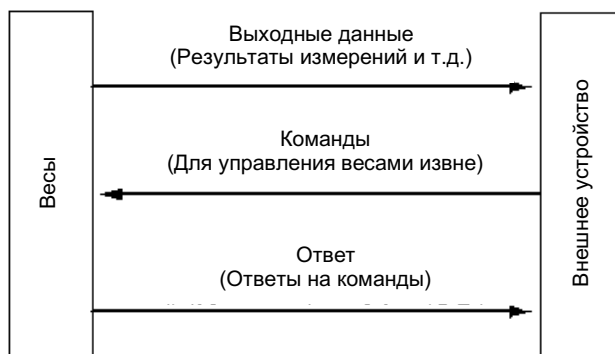 Выходные данные
(Результаты измерений и т.д.)
Команды
(Для управления весами извне)
Ответ
(Ответы на команды)
Весы
Внешнее устройство